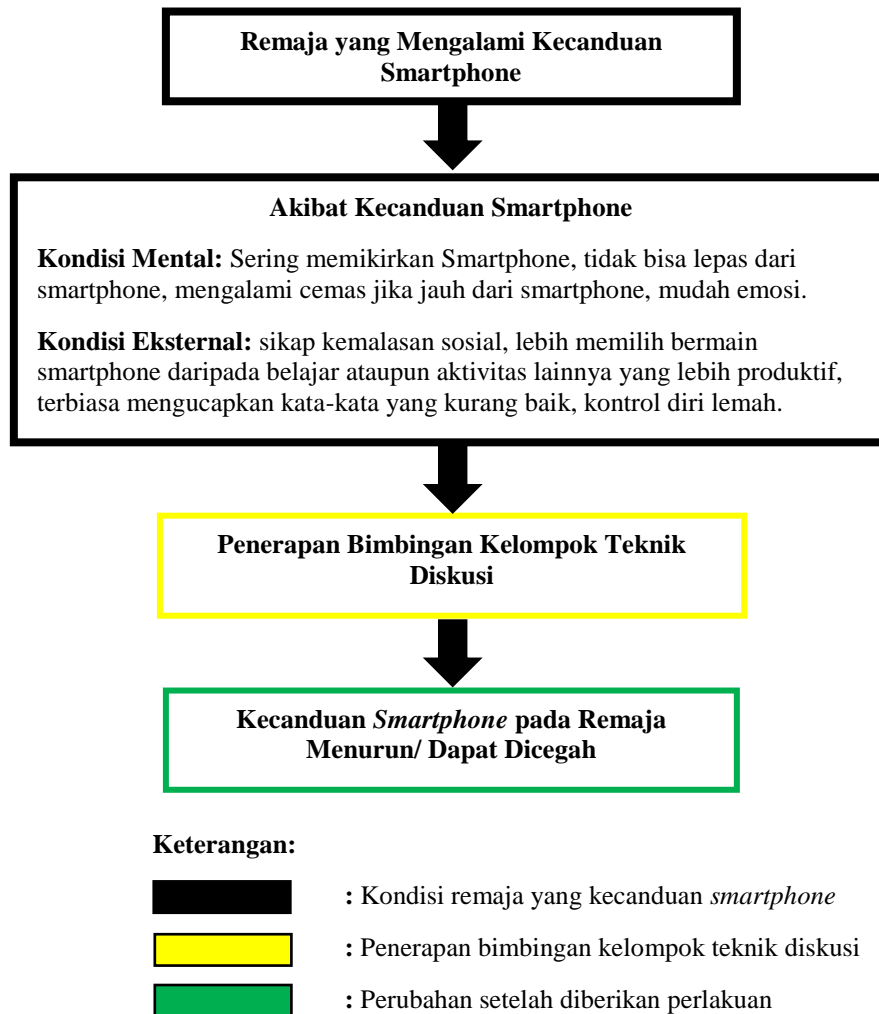 Remaja yang Mengalami Kecanduan
Smartphone
Akibat Kecanduan Smartphone
Kondisi Mental: Sering memikirkan Smartphone, tidak bisa lepas dari
smartphone, mengalami cemas jika jauh dari smartphone, mudah emosi.
Kondisi Eksternal: sikap kemalasan sosial, lebih memilih bermain
smartphone daripada belajar ataupun aktivitas lainnya yang lebih produktif,
terbiasa mengucapkan kata-kata yang kurang baik, kontrol diri lemah.
Penerapan Bimbingan Kelompok Teknik
Diskusi
Kecanduan Smartphone pada Remaja
Menurun/ Dapat Dicegah
Keterangan:
: Kondisi remaja yang kecanduan smartphone
: Penerapan bimbingan kelompok teknik diskusi
: Perubahan setelah diberikan perlakuan